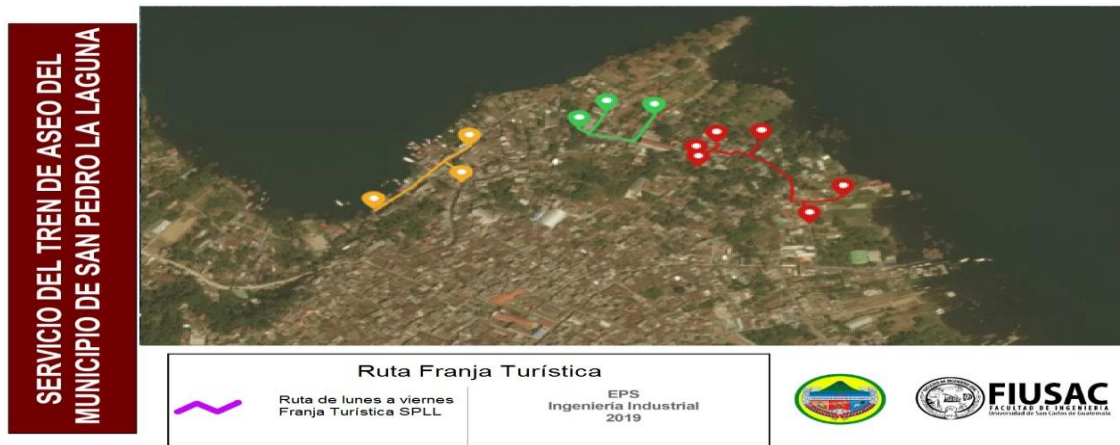 SERVICIO DEL TREN DE ASEO DEL
MUNICIPIO DE SAN PEDRO LA LAGUNA
Ruta Franja Turística
Ruta de lunes a viernes
Franja Turística SPLL
EPS
Ingeniería Industrial
2019
FIUSAC
FACULTAD DE INGENIERÍA
Universidad de San Carlos de Guatemala